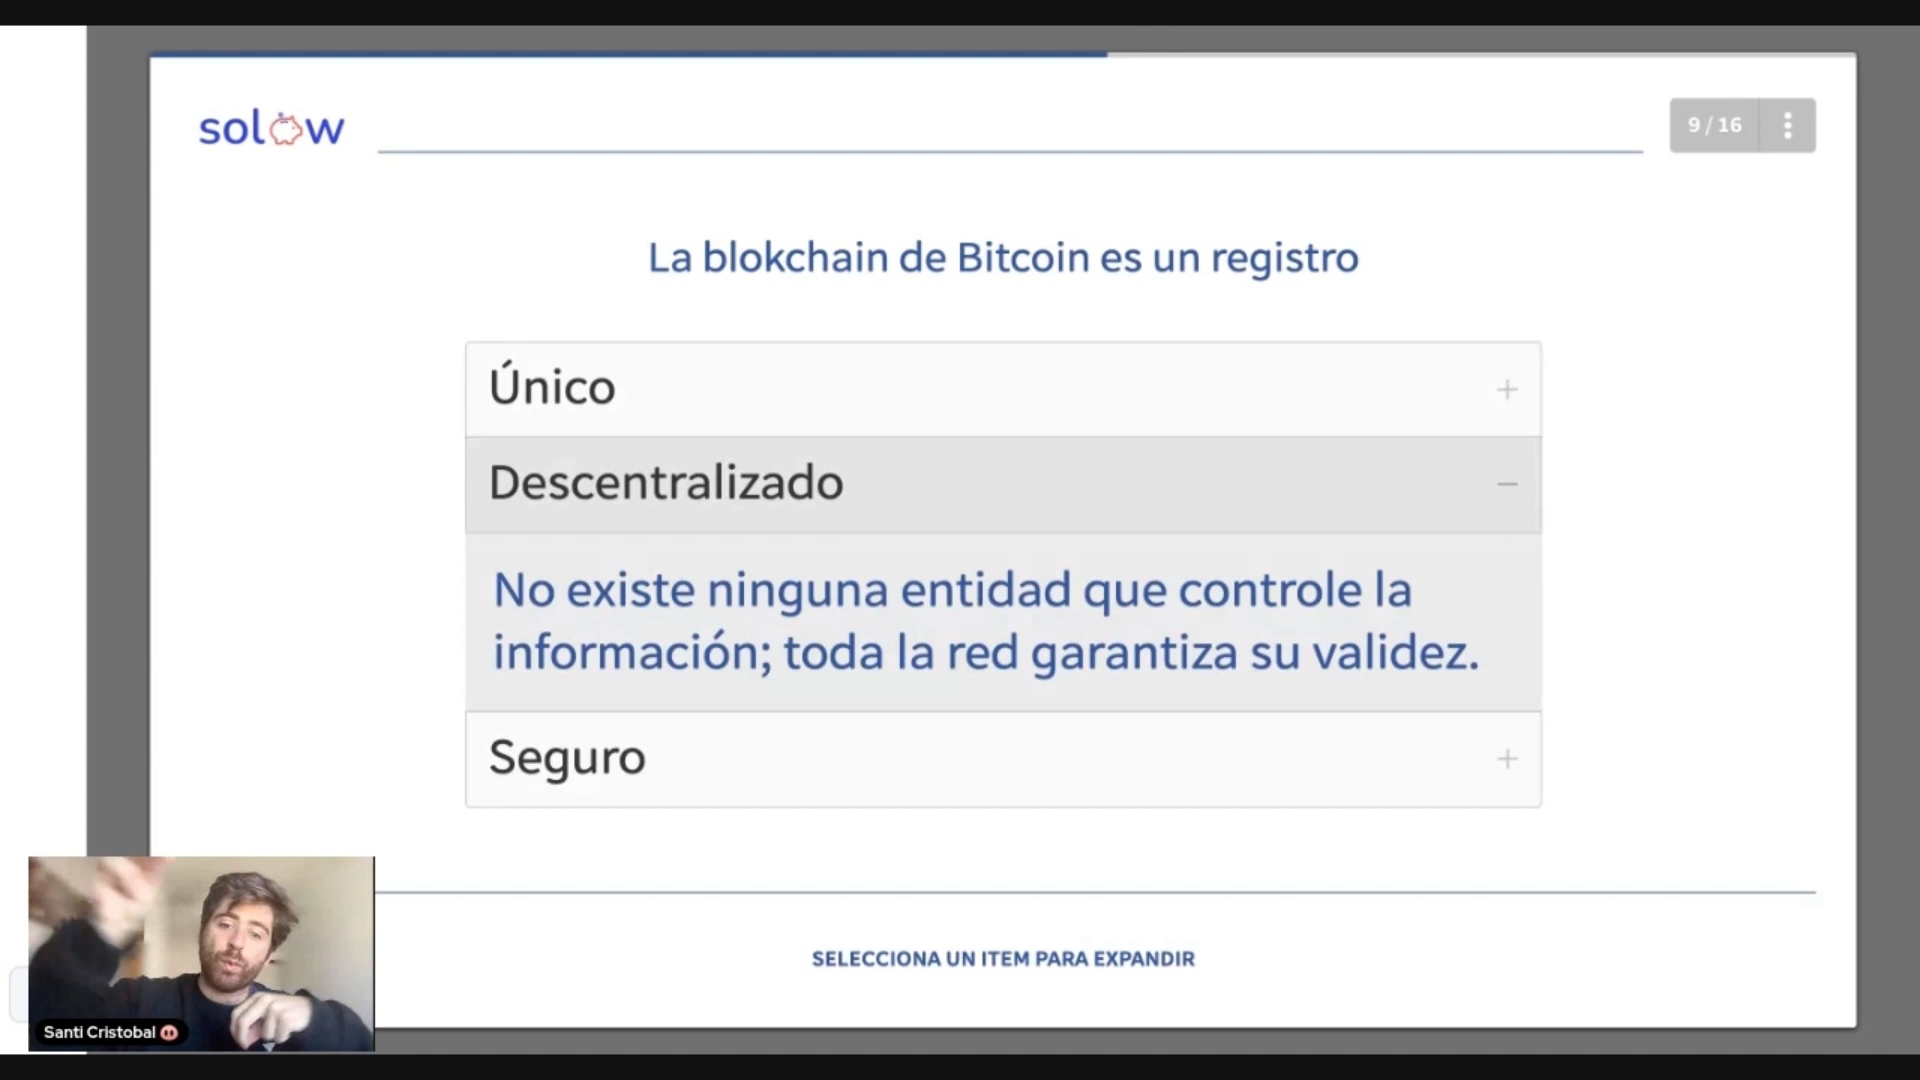 solow
9 / 16
La blokchain de Bitcoin es un registro
Único
Descentralizado
No existe ninguna entidad que controle la
información; toda la red garantiza su validez.
Seguro
SELECCIONA UN ITEM PARA EXPANDIR
Santi Cristobal